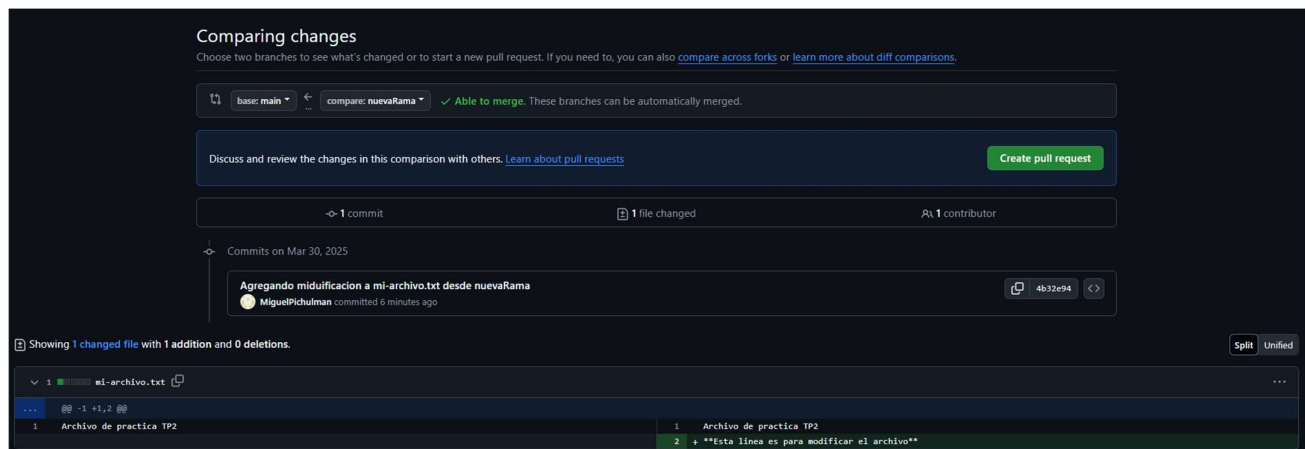 Comparing changes
Choose two branches to see what's changed or to start a new pull request. If you need to, you can also compare across forks or learn more about diff comparisons.
base: main ← compare: nuevaRama ✓ Able to merge. These branches can be automatically merged.
Discuss and review the changes in this comparison with others. Learn about pull requests Create pull request
1 commit 1 file changed 1 contributor
Commits on Mar 30, 2025
Agregando miduificacion a mi-archivo.txt desde nuevaRama
MiguelPichulman committed 6 minutes ago
4b32e94
Showing 1 changed file with 1 addition and 0 deletions.
Split Unified
1 mi-archivo.txt
... @@ -1 +1,2 @@
1 Archivo de practica TP2 1 Archivo de practica TP2
2 + **Esta linea es para modificar el archivo**